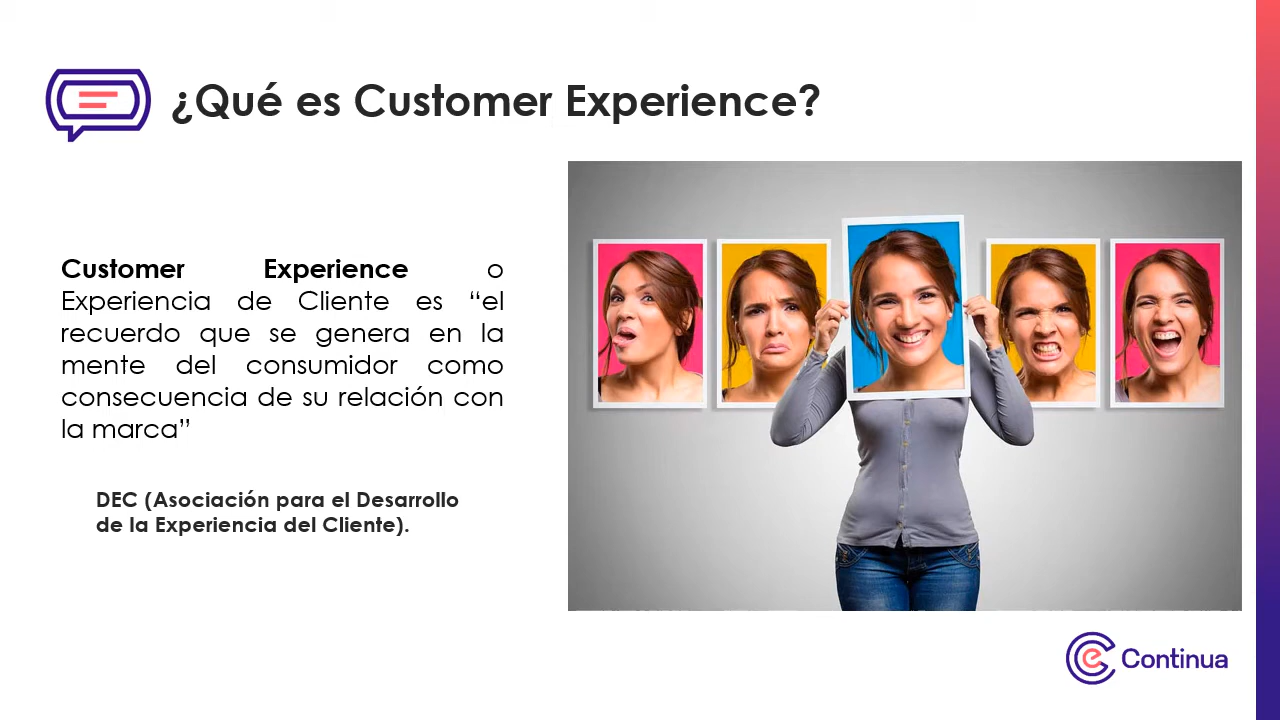 ¿Qué es Customer Experience?
Customer Experience o
Experiencia de Cliente es “el
recuerdo que se genera en la
mente del consumidor como
consecuencia de su relación con
la marca”
DEC (Asociación para el Desarrollo
de la Experiencia del Cliente).
Continua